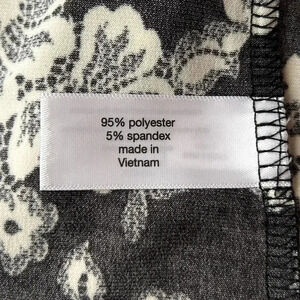 95% polyester
5% spandex
made in
Vietnam